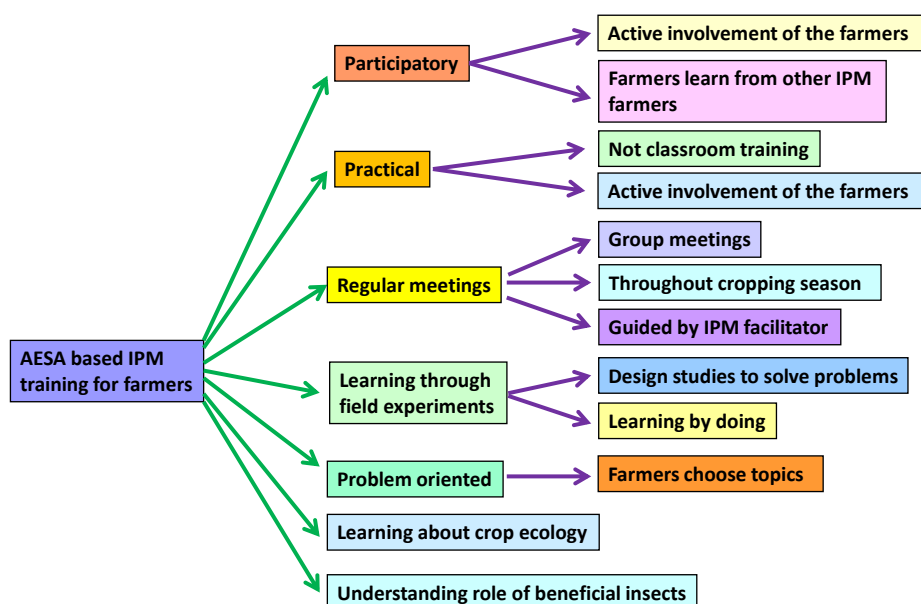 AESA based IPM
training for farmers
Participatory
Active involvement of the farmers
Farmers learn from other IPM
farmers
Practical
Not classroom training
Active involvement of the farmers
Regular meetings
Group meetings
Throughout cropping season
Guided by IPM facilitator
Learning through
field experiments
Design studies to solve problems
Learning by doing
Problem oriented
Farmers choose topics
Learning about crop ecology
Understanding role of beneficial insects